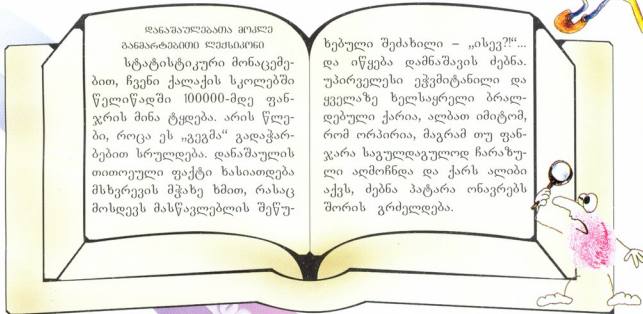 ᲓᲐᲜᲐᲨᲐᲣᲚᲔᲑᲐᲗᲐ ᲛᲝᲙᲚᲔ
ᲒᲐᲜᲛᲐᲠᲢᲔᲑᲘᲗᲘ ᲚᲔᲥᲡᲘᲙᲝᲜᲘ
სტატისტიკური მონაცემე-
ბით, ჩვენი ქალაქის სკოლებში
წელიწადში 100000-მდე ფან-
ჯრის მინა ტყდება. არის წლე-
ბი, როცა ეს „გეგმა“ გადაჭარ-
ბებით სრულდება. დანაშაულის
თითოეული ფაქტი ხასიათდება
მსხვრევის მჭახე ხმით, რასაც
მოსდევს მასწავლებლის შეწუ-
ხებული შეძახილი – „ისევ?!“...
და იწყება დამნაშავის ძებნა.
უპირველესი ეჭვმიტანილი და
ყველაზე ხელსაყრელი ბრალ-
დებული ქარია, ალბათ იმიტომ,
რომ ორპირია, მაგრამ თუ ფან-
ჯარა საგულდაგულოდ ჩარაზუ-
ლი აღმოჩნდა და ქარს ალიბი
აქვს, ძებნა პატარა ონავრებს
შორის გრძელდება.